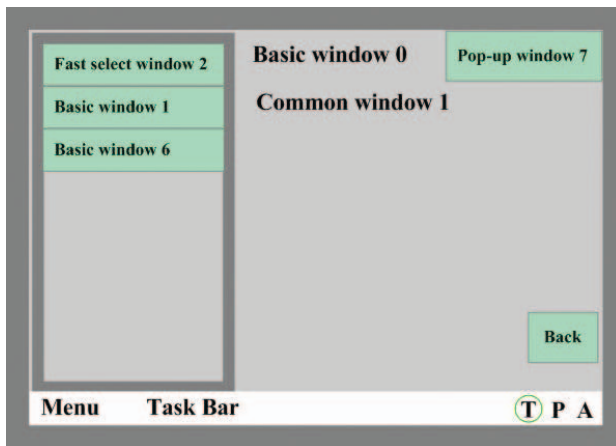 Fast select window 2
Basic window 1
Basic window 6
Basic window 0
Pop-up window 7
Common window 1
Back
Menu Task Bar T P A